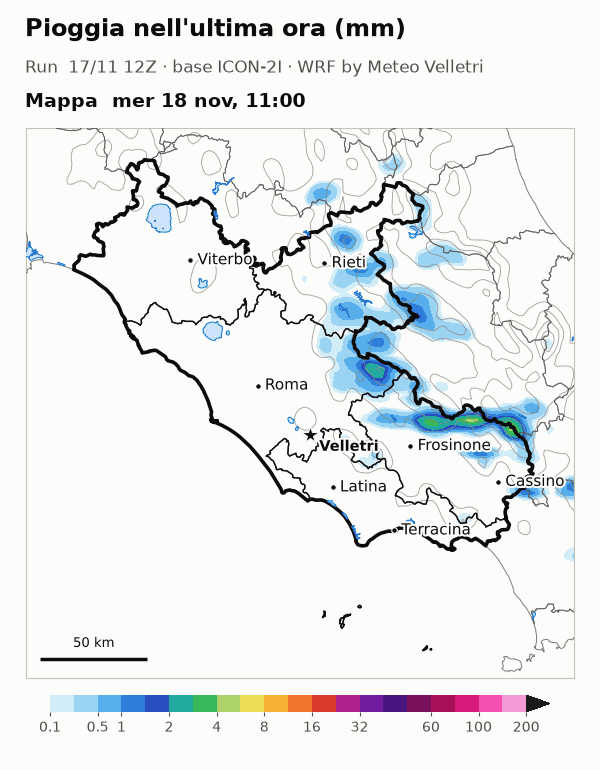 Pioggia nell'ultima ora (mm)
Run  17/11 12Z · base ICON-2I · WRF by Meteo Velletri
Mappa  mer 18 nov, 11:00
Viterbo
Rieti
Roma
Velletri
Frosinone
Latina
Cassino
Terracina
50 km
0.1 0.5 1 2 4 8 16 32 60 100 200